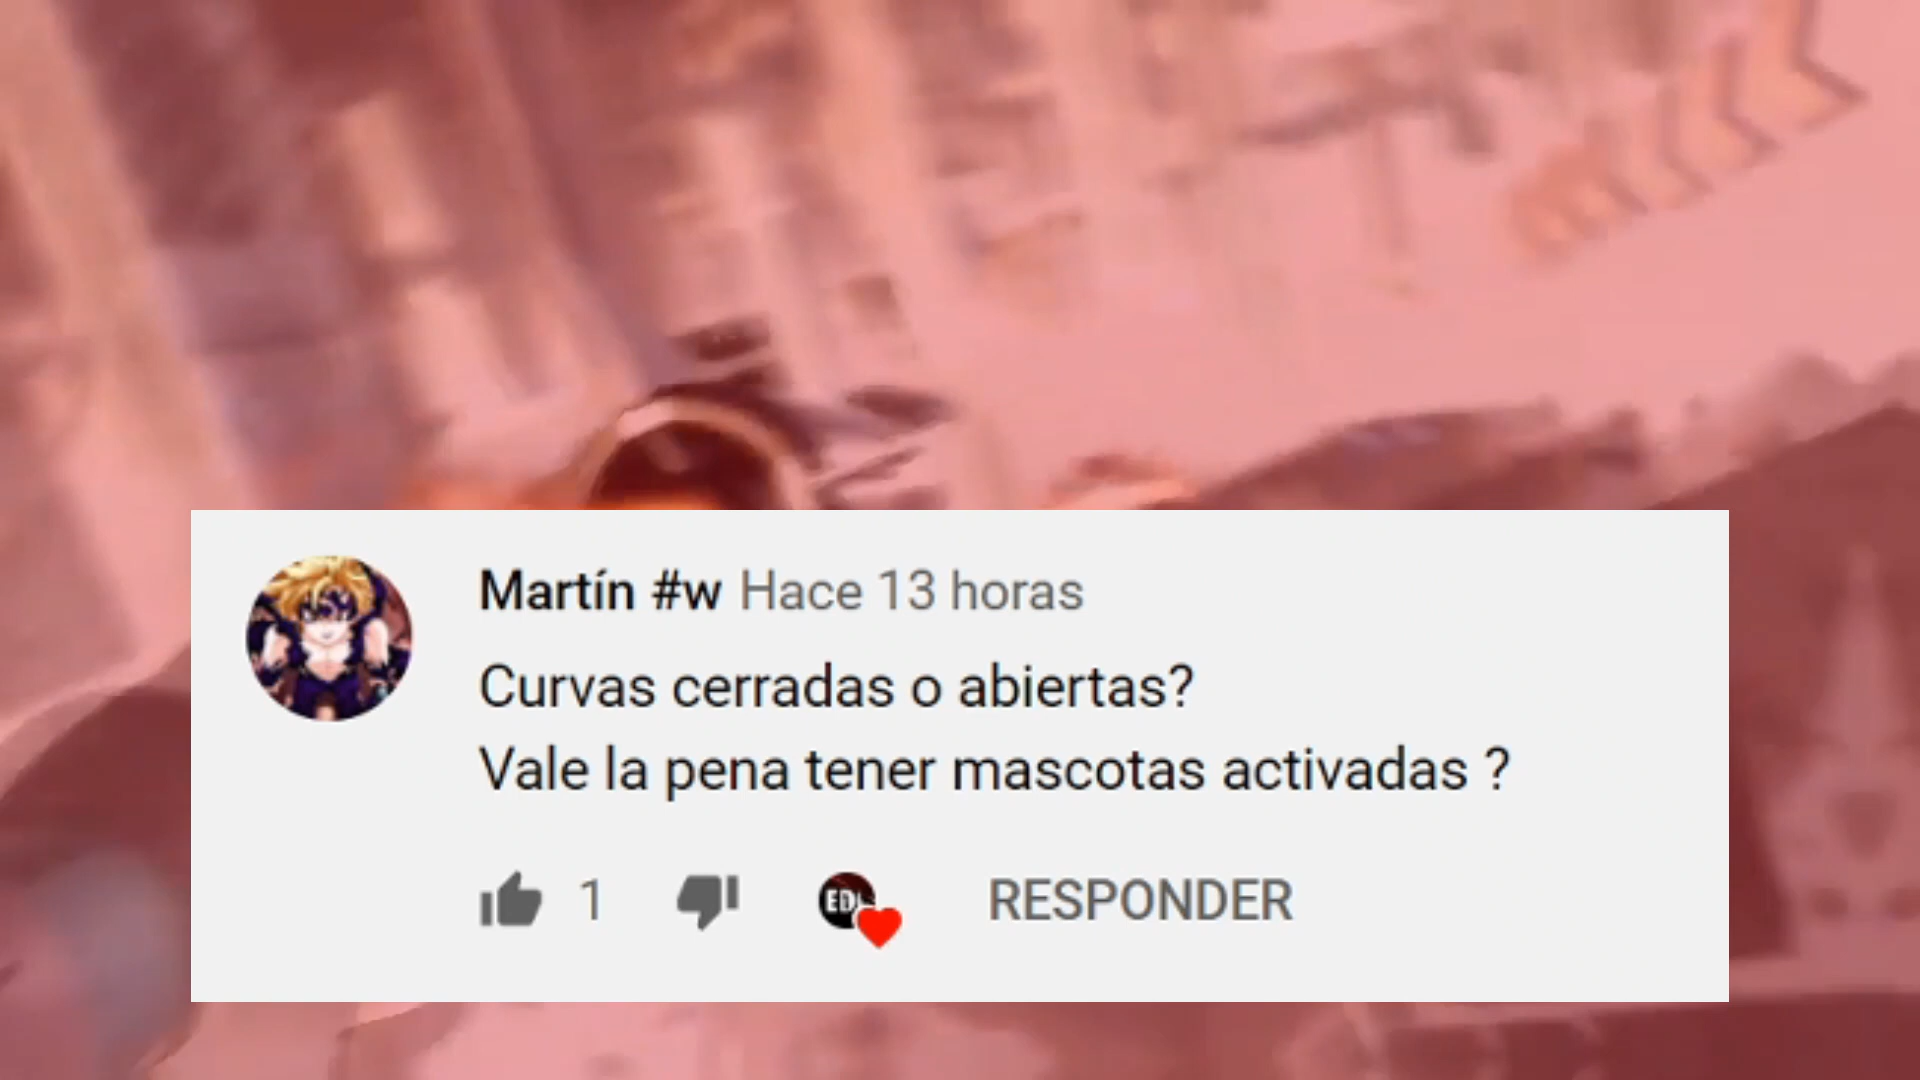 Martín #w Hace 13 horas
Curvas cerradas o abiertas?
Vale la pena tener mascotas activadas ?
1
RESPONDER